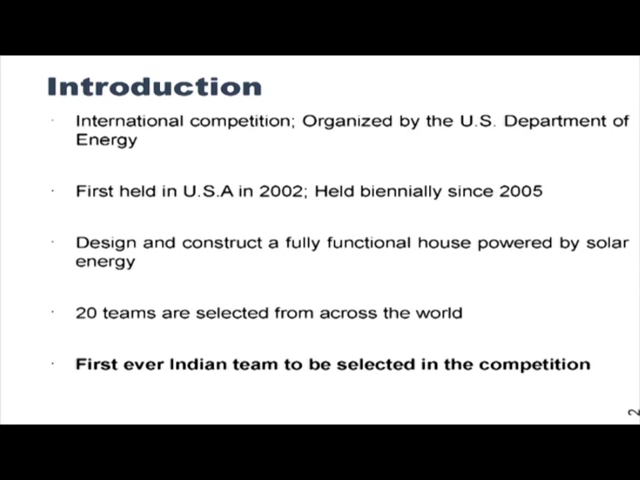 Introduction
International competition; Organized by the U.S. Department of
Energy
First held in U.S.A in 2002; Held biennially since 2005
Design and construct a fully functional house powered by solar
energy
20 teams are selected from across the world
First ever Indian team to be selected in the competition
2